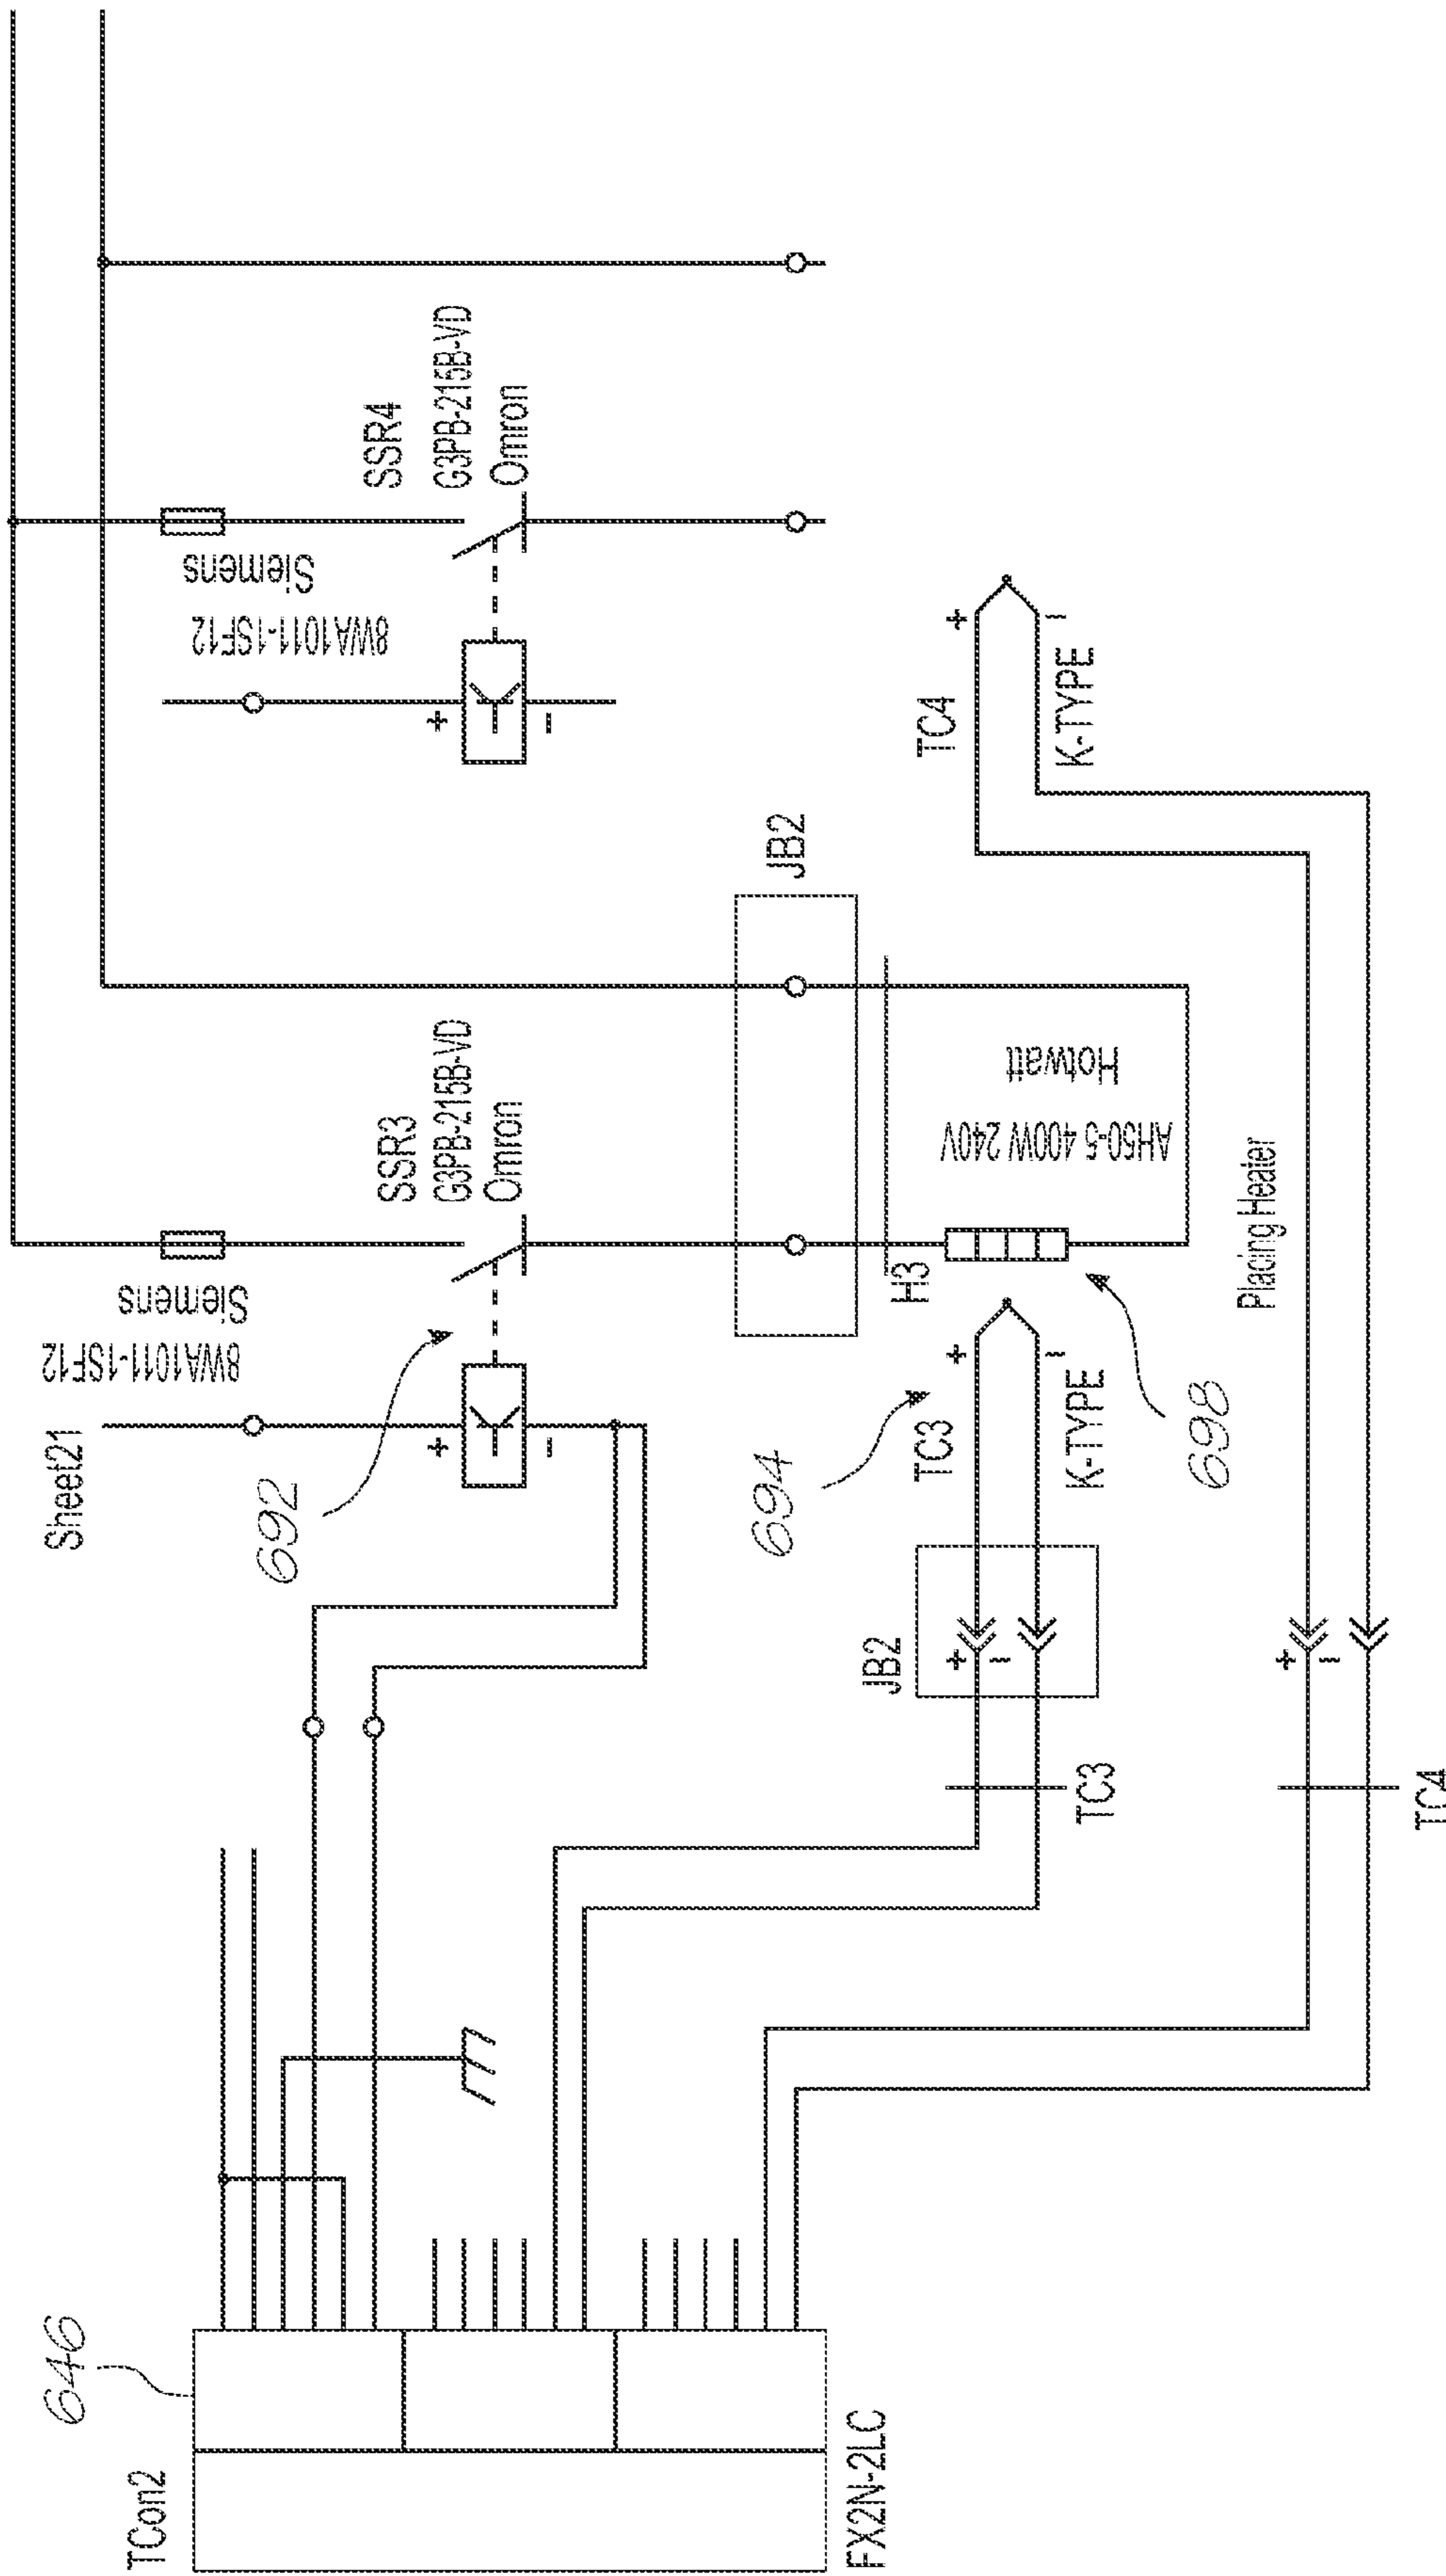 TCon2
646
FX2N-2LC
Sheet21
692
8WA1011-1SF12
Siemens
SSR3
G3PB-215B-VD
Omron
+
-
8WA1011-1SF12
Siemens
SSR4
G3PB-215B-VD
Omron
+
-
JB2
H3
AH50-5 400W 240V
Hotwatt
698
Placing Heater
694
TC3
+
-
K-TYPE
JB2
+
-
TC3
TC4
+
-
K-TYPE
+
-
TC4